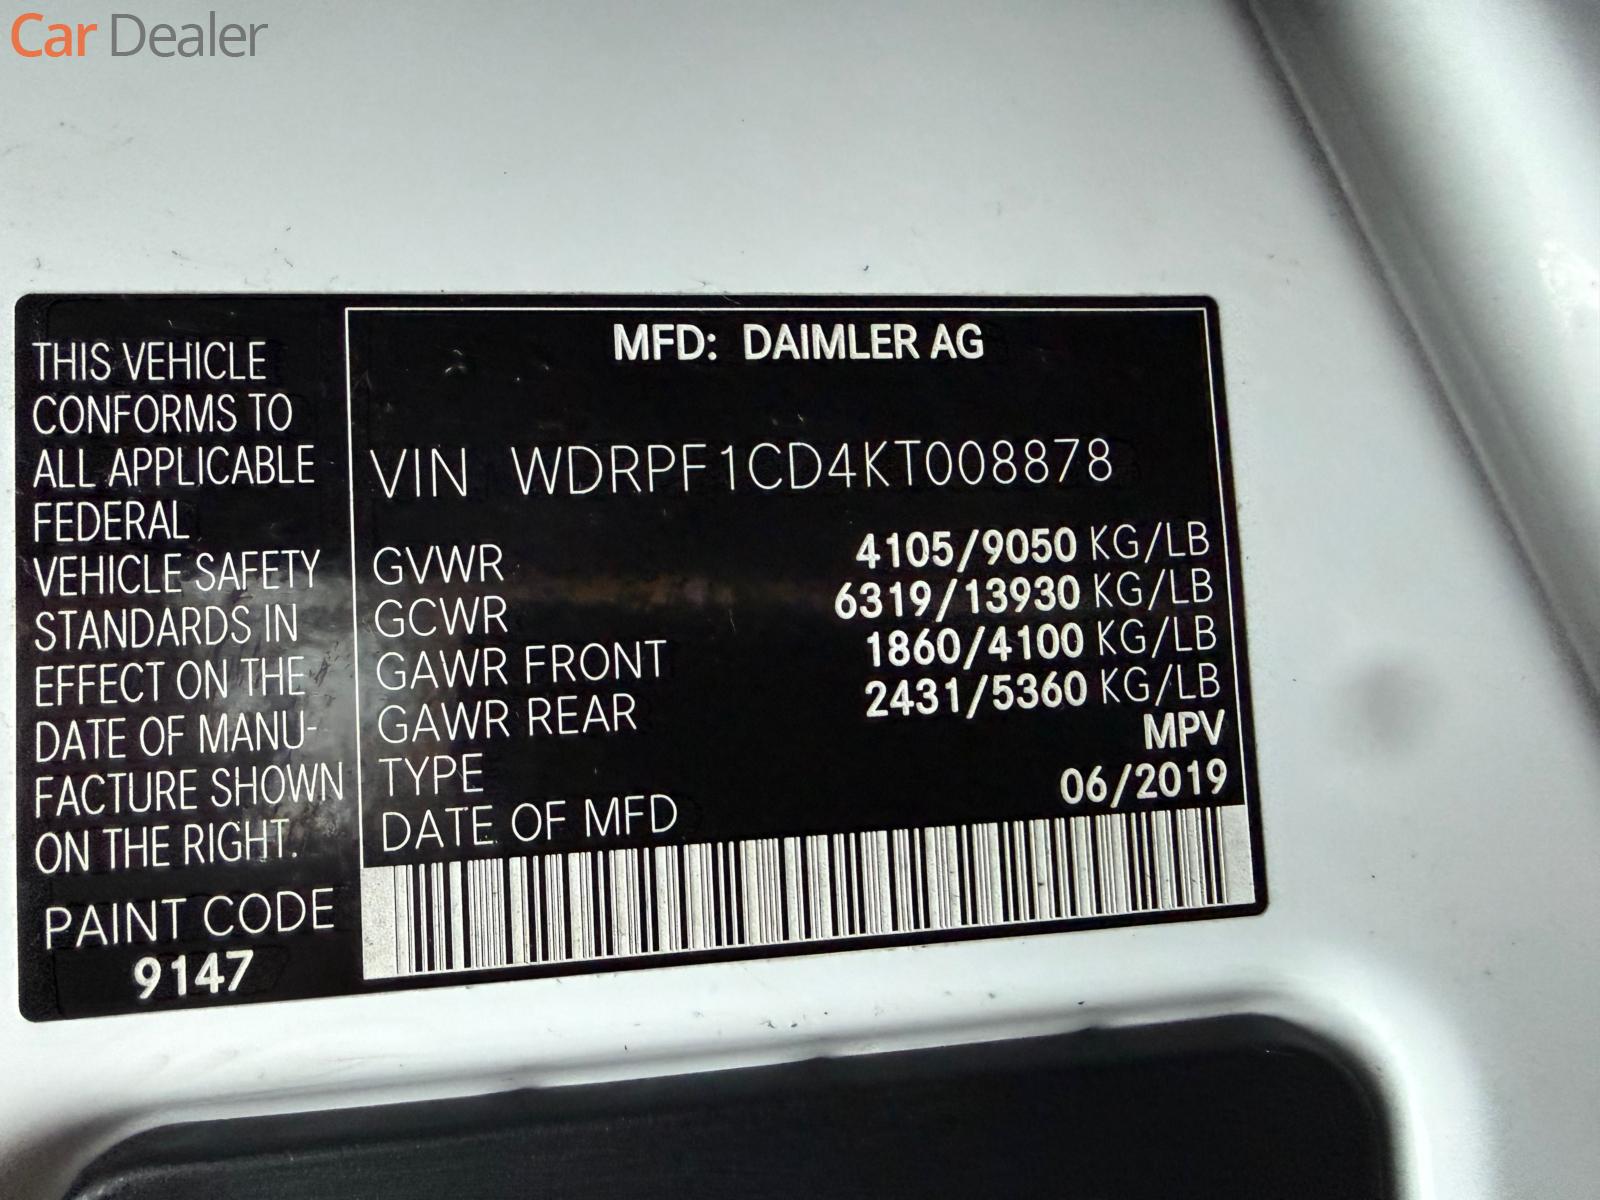 Car Dealer
THIS VEHICLE
CONFORMS TO
ALL APPLICABLE
FEDERAL
VEHICLE SAFETY
STANDARDS IN
EFFECT ON THE
DATE OF MANU-
FACTURE SHOWN
ON THE RIGHT.
PAINT CODE
9147
MFD: DAIMLER AG
VIN WDRPF1CD4KT008878
GVWR 4105/9050 KG/LB
GCWR 6319/13930 KG/LB
GAWR FRONT 1860/4100 KG/LB
GAWR REAR 2431/5360 KG/LB
TYPE MPV
DATE OF MFD 06/2019